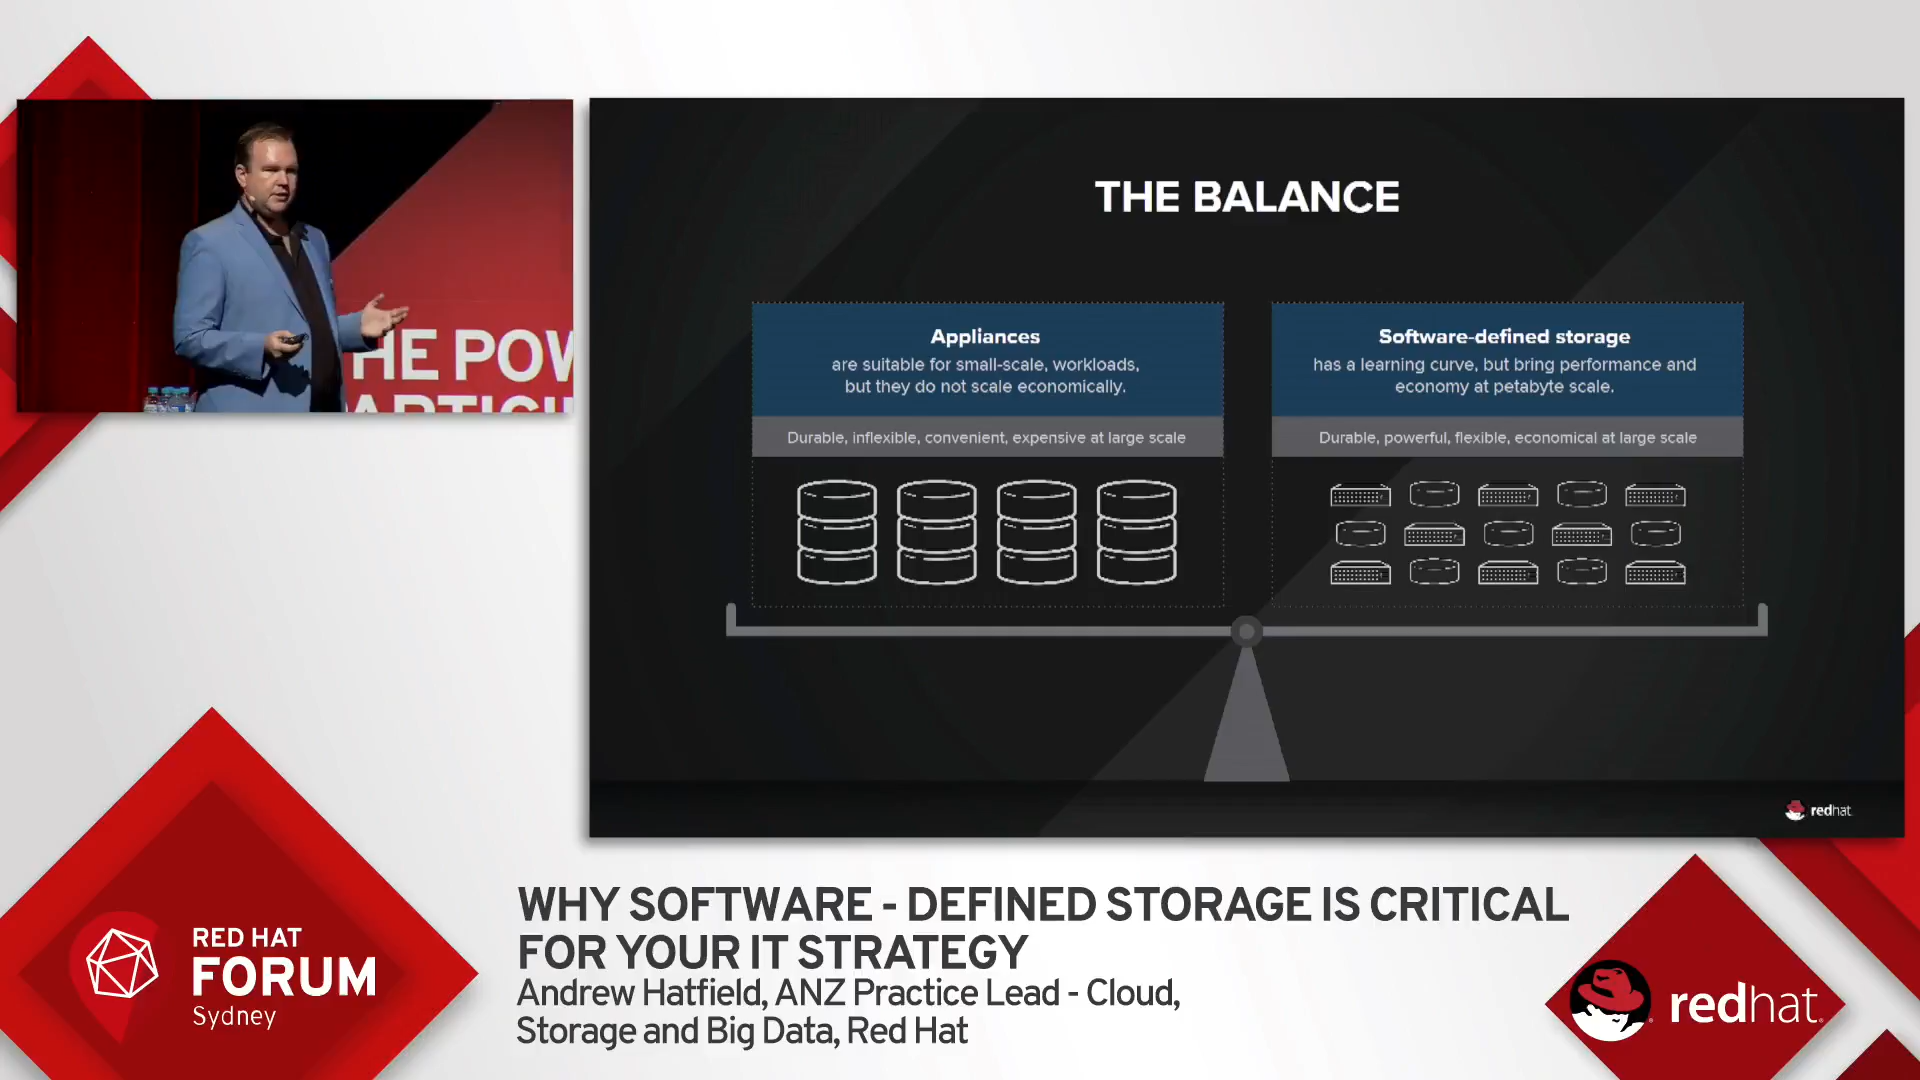 HE POW
THE BALANCE
Appliances
are suitable for small-scale, workloads,
but they do not scale economically.
Durable, inflexible, convenient, expensive at large scale
Software-defined storage
has a learning curve, but bring performance and
economy at petabyte scale.
Durable, powerful, flexible, economical at large scale
redhat.
WHY SOFTWARE - DEFINED STORAGE IS CRITICAL
FOR YOUR IT STRATEGY
Andrew Hatfield, ANZ Practice Lead - Cloud,
Storage and Big Data, Red Hat
RED HAT
FORUM
Sydney
redhat.